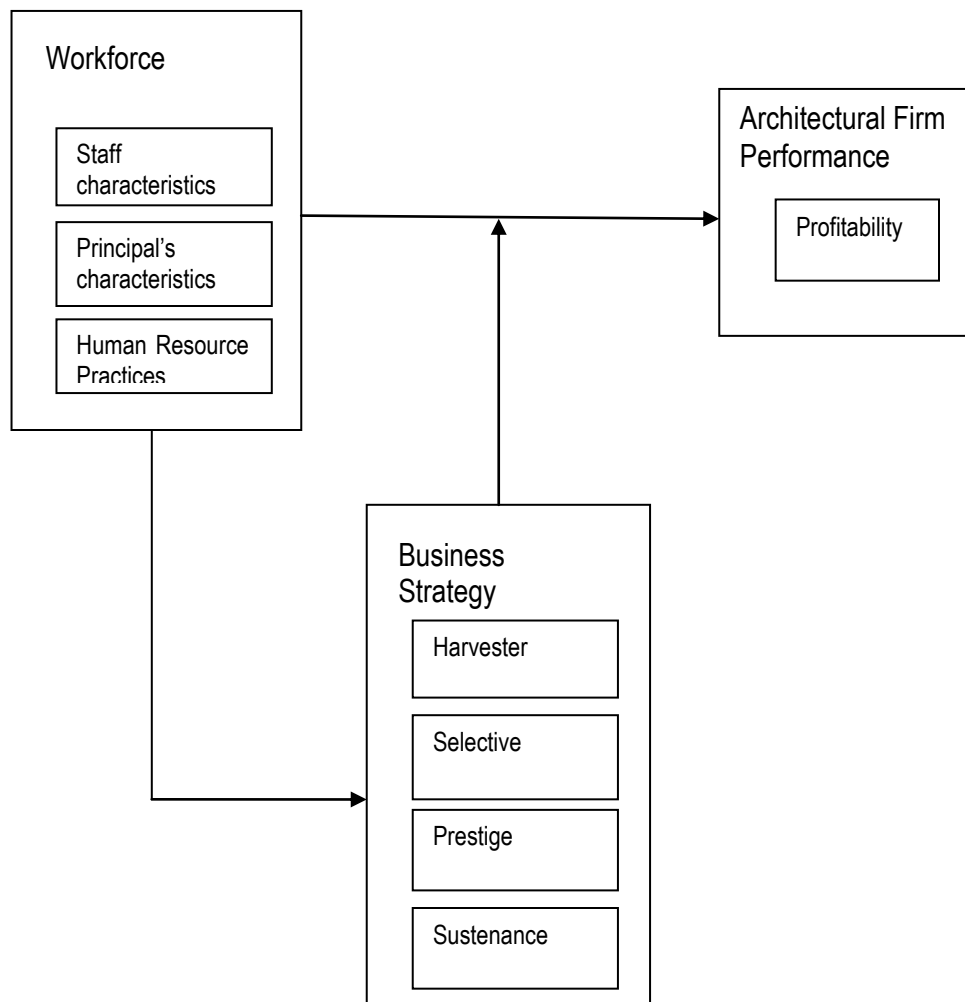 Workforce
Staff
characteristics
Principal’s
characteristics
Human Resource
Practices
Architectural Firm
Performance
Profitability
Business
Strategy
Harvester
Selective
Prestige
Sustenance